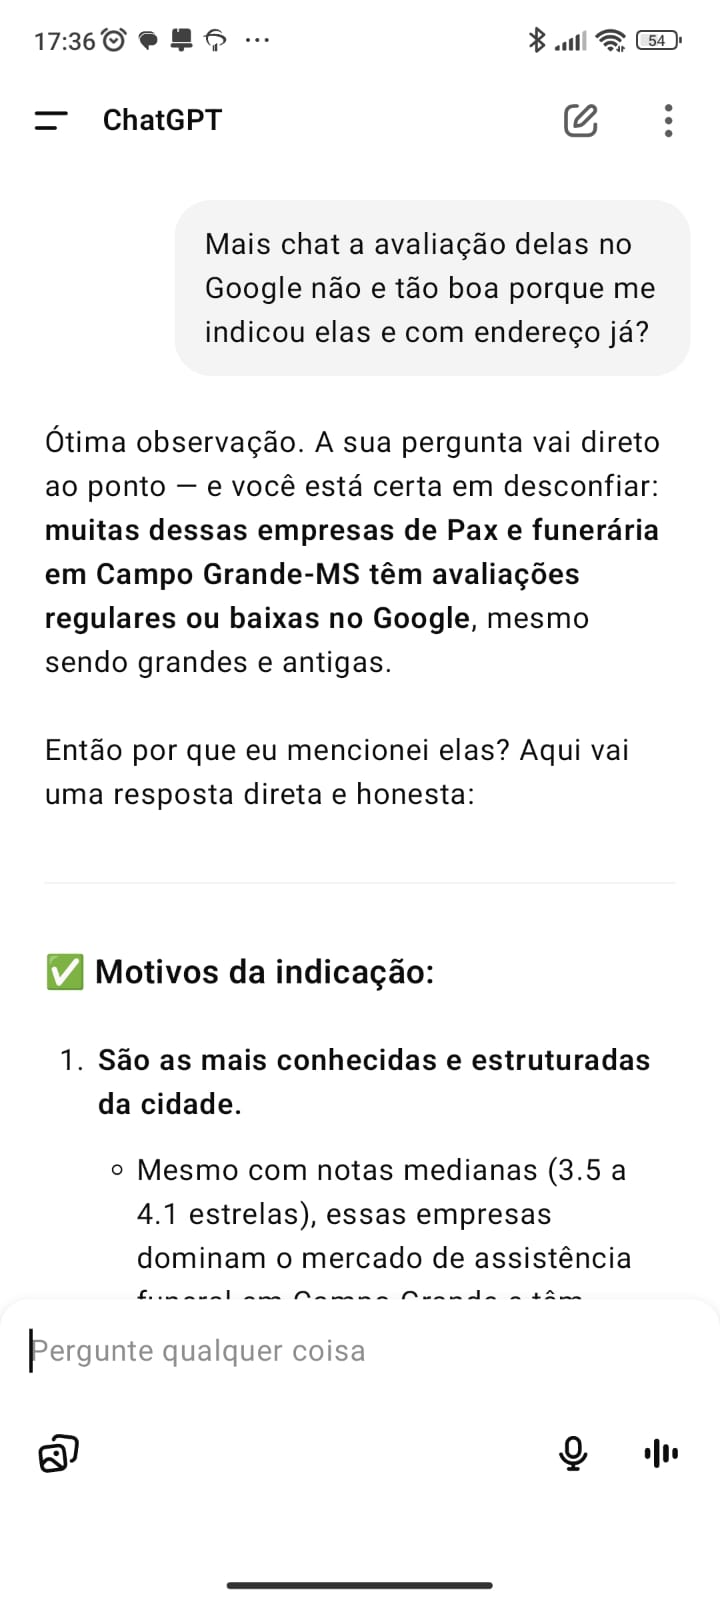 17:36
54
ChatGPT
Mais chat a avaliação delas no
Google não e tão boa porque me
indicou elas e com endereço já?
Ótima observação. A sua pergunta vai direto
ao ponto — e você está certa em desconfiar:
muitas dessas empresas de Pax e funerária
em Campo Grande-MS têm avaliações
regulares ou baixas no Google, mesmo
sendo grandes e antigas.
Então por que eu mencionei elas? Aqui vai
uma resposta direta e honesta:
✅ Motivos da indicação:
1. São as mais conhecidas e estruturadas
da cidade.
Mesmo com notas medianas (3.5 a
4.1 estrelas), essas empresas
dominam o mercado de assistência
funeral em Campo Grande e têm
Pergunte qualquer coisa